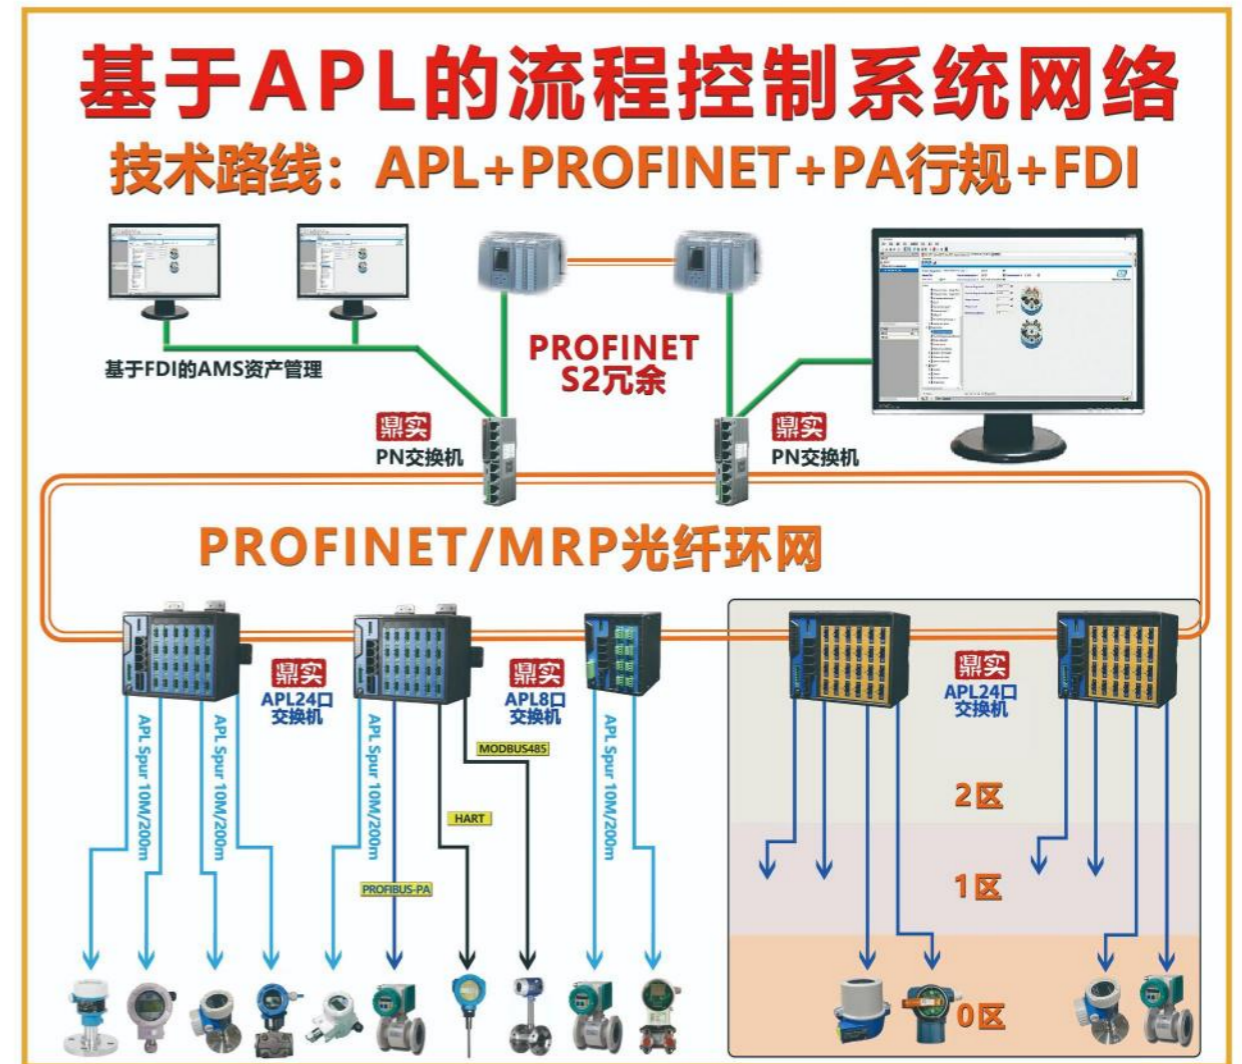 基于APL的流程控制系统网络
技术路线：APL+PROFINET+PA行规+FDI
基于FDI的AMS资产管理
PROFINET
S2冗余
鼎实
PN交换机
鼎实
PN交换机
PROFINET/MRP光纤环网
鼎实
APL24口
交换机
鼎实
APL8口
交换机
鼎实
APL24口
交换机
APL Spur 10M/200m
APL Spur 10M/200m
APL Spur 10M/200m
APL Spur 10M/200m
MODBUS485
HART
PROFIBUS-PA
2区
1区
0区